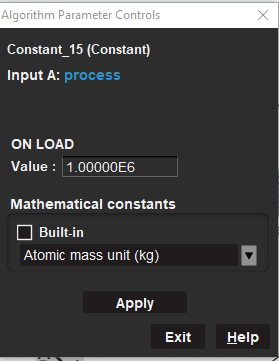 Algorithm Parameter Controls
Constant_15 (Constant)
Input A: process
ON LOAD
Value : 1.00000E6
Mathematical constants
Built-in
Atomic mass unit (kg)
Apply
Exit Help